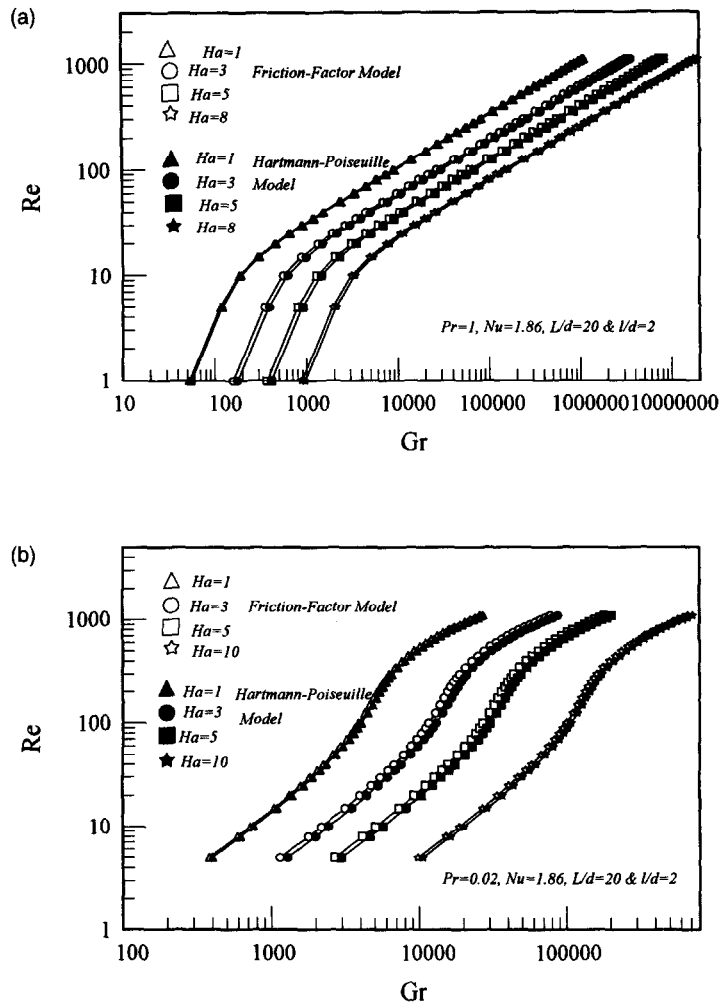 (a)
Ha=1
Ha=3 Friction-Factor Model
Ha=5
Ha=8
Ha=1 Hartmann-Poiseuille
Ha=3 Model
Ha=5
Ha=8
1000
100
10
1
Re
Pr=1, Nu=1.86, L/d=20 & l/d=2
10 100 1000 10000 100000 1000000 10000000
Gr
(b)
Ha=1
Ha=3 Friction-Factor Model
Ha=5
Ha=10
Ha=1 Hartmann-Poiseuille
Ha=3 Model
Ha=5
Ha=10
1000
100
10
1
Re
Pr=0.02, Nu=1.86, L/d=20 & l/d=2
100 1000 10000 100000
Gr